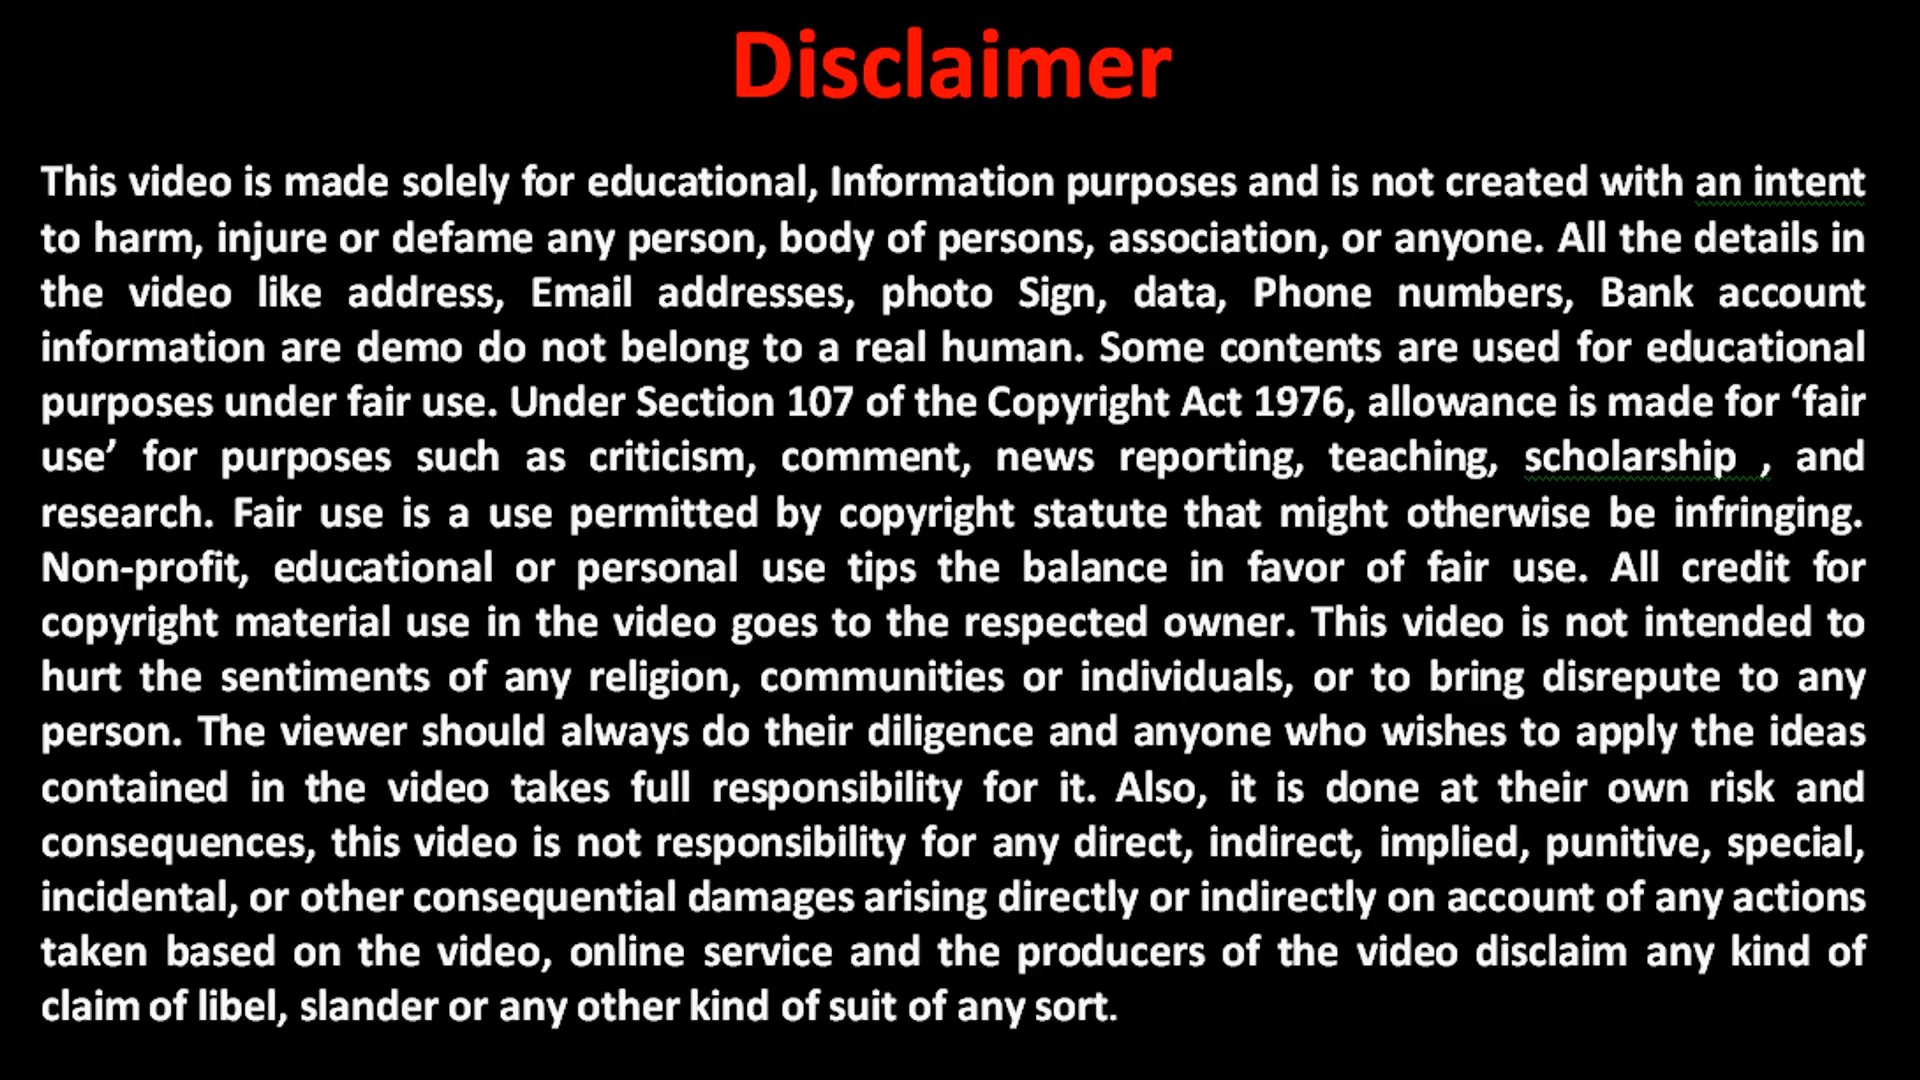 Disclaimer
This video is made solely for educational, Information purposes and is not created with an intent
to harm, injure or defame any person, body of persons, association, or anyone. All the details in
the video like address, Email addresses, photo Sign, data, Phone numbers, Bank account
information are demo do not belong to a real human. Some contents are used for educational
purposes under fair use. Under Section 107 of the Copyright Act 1976, allowance is made for ‘fair
use’ for purposes such as criticism, comment, news reporting, teaching, scholarship , and
research. Fair use is a use permitted by copyright statute that might otherwise be infringing.
Non-profit, educational or personal use tips the balance in favor of fair use. All credit for
copyright material use in the video goes to the respected owner. This video is not intended to
hurt the sentiments of any religion, communities or individuals, or to bring disrepute to any
person. The viewer should always do their diligence and anyone who wishes to apply the ideas
contained in the video takes full responsibility for it. Also, it is done at their own risk and
consequences, this video is not responsibility for any direct, indirect, implied, punitive, special,
incidental, or other consequential damages arising directly or indirectly on account of any actions
taken based on the video, online service and the producers of the video disclaim any kind of
claim of libel, slander or any other kind of suit of any sort.